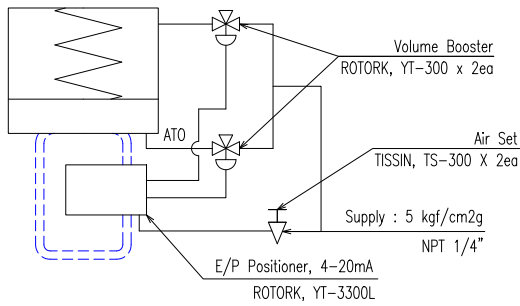 Volume Booster
ROTORK, YT-300 x 2ea
ATO
Air Set
TISSIN, TS-300 X 2ea
Supply : 5 kgf/cm2g
NPT 1/4"
E/P Positioner, 4-20mA
ROTORK, YT-3300L